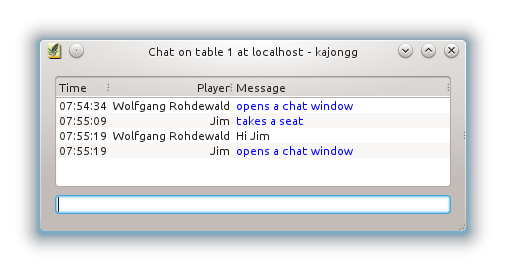 Chat on table 1 at localhost - kajongg
Time Player Message
07:54:34 Wolfgang Rohdewald opens a chat window
07:55:09 Jim takes a seat
07:55:19 Wolfgang Rohdewald Hi Jim
07:55:19 Jim opens a chat window